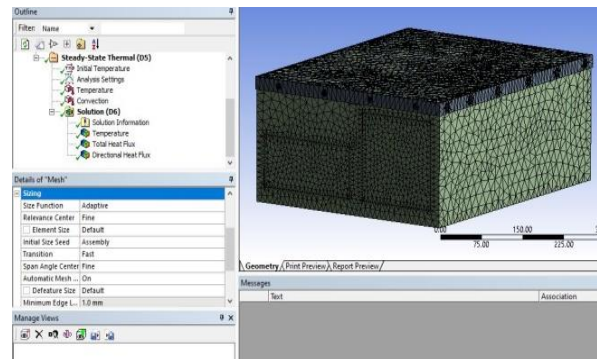 Outline
Filter: Name
Steady-State Thermal (D5)
Initial Temperature
Analysis Settings
Temperature
Convection
Solution (D6)
Solution Information
Temperature
Total Heat Flux
Directional Heat Flux
Details of "Mesh"
Sizing
Size Function Adaptive
Relevance Center Fine
Element Size Default
Initial Size Seed Assembly
Transition Fast
Span Angle Center Fine
Automatic Mesh ... On
Defeature Size Default
Minimum Edge L... 1.0 mm
Manage Views
0.00 150.00
75.00 225.00
Geometry Print Preview Report Preview
Messages
Text Association